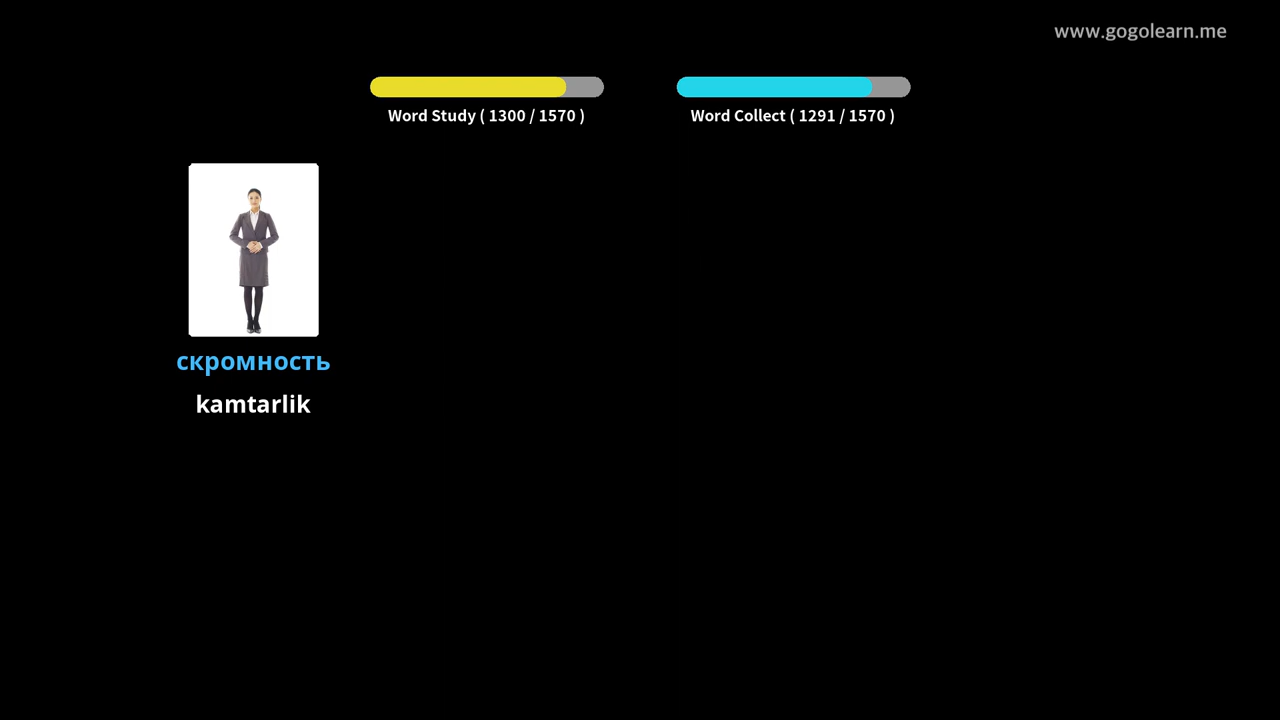 www.gogolearn.me
Word Study ( 1300 / 1570 )
Word Collect ( 1291 / 1570 )
скромность
kamtarlik